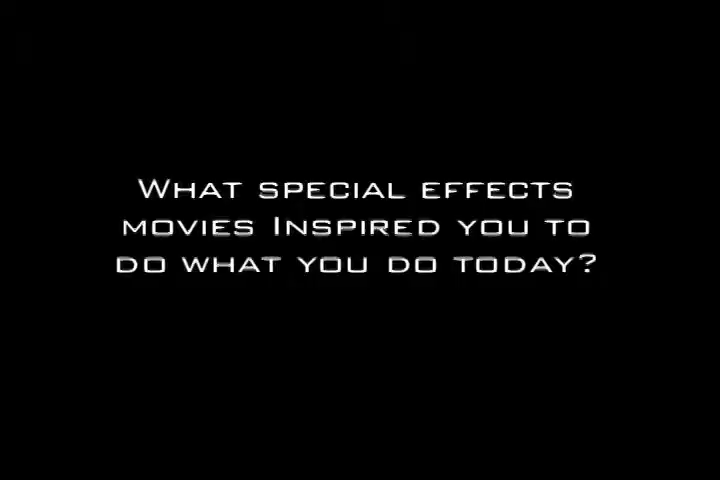 What special effects
movies Inspired you to
do what you do today?